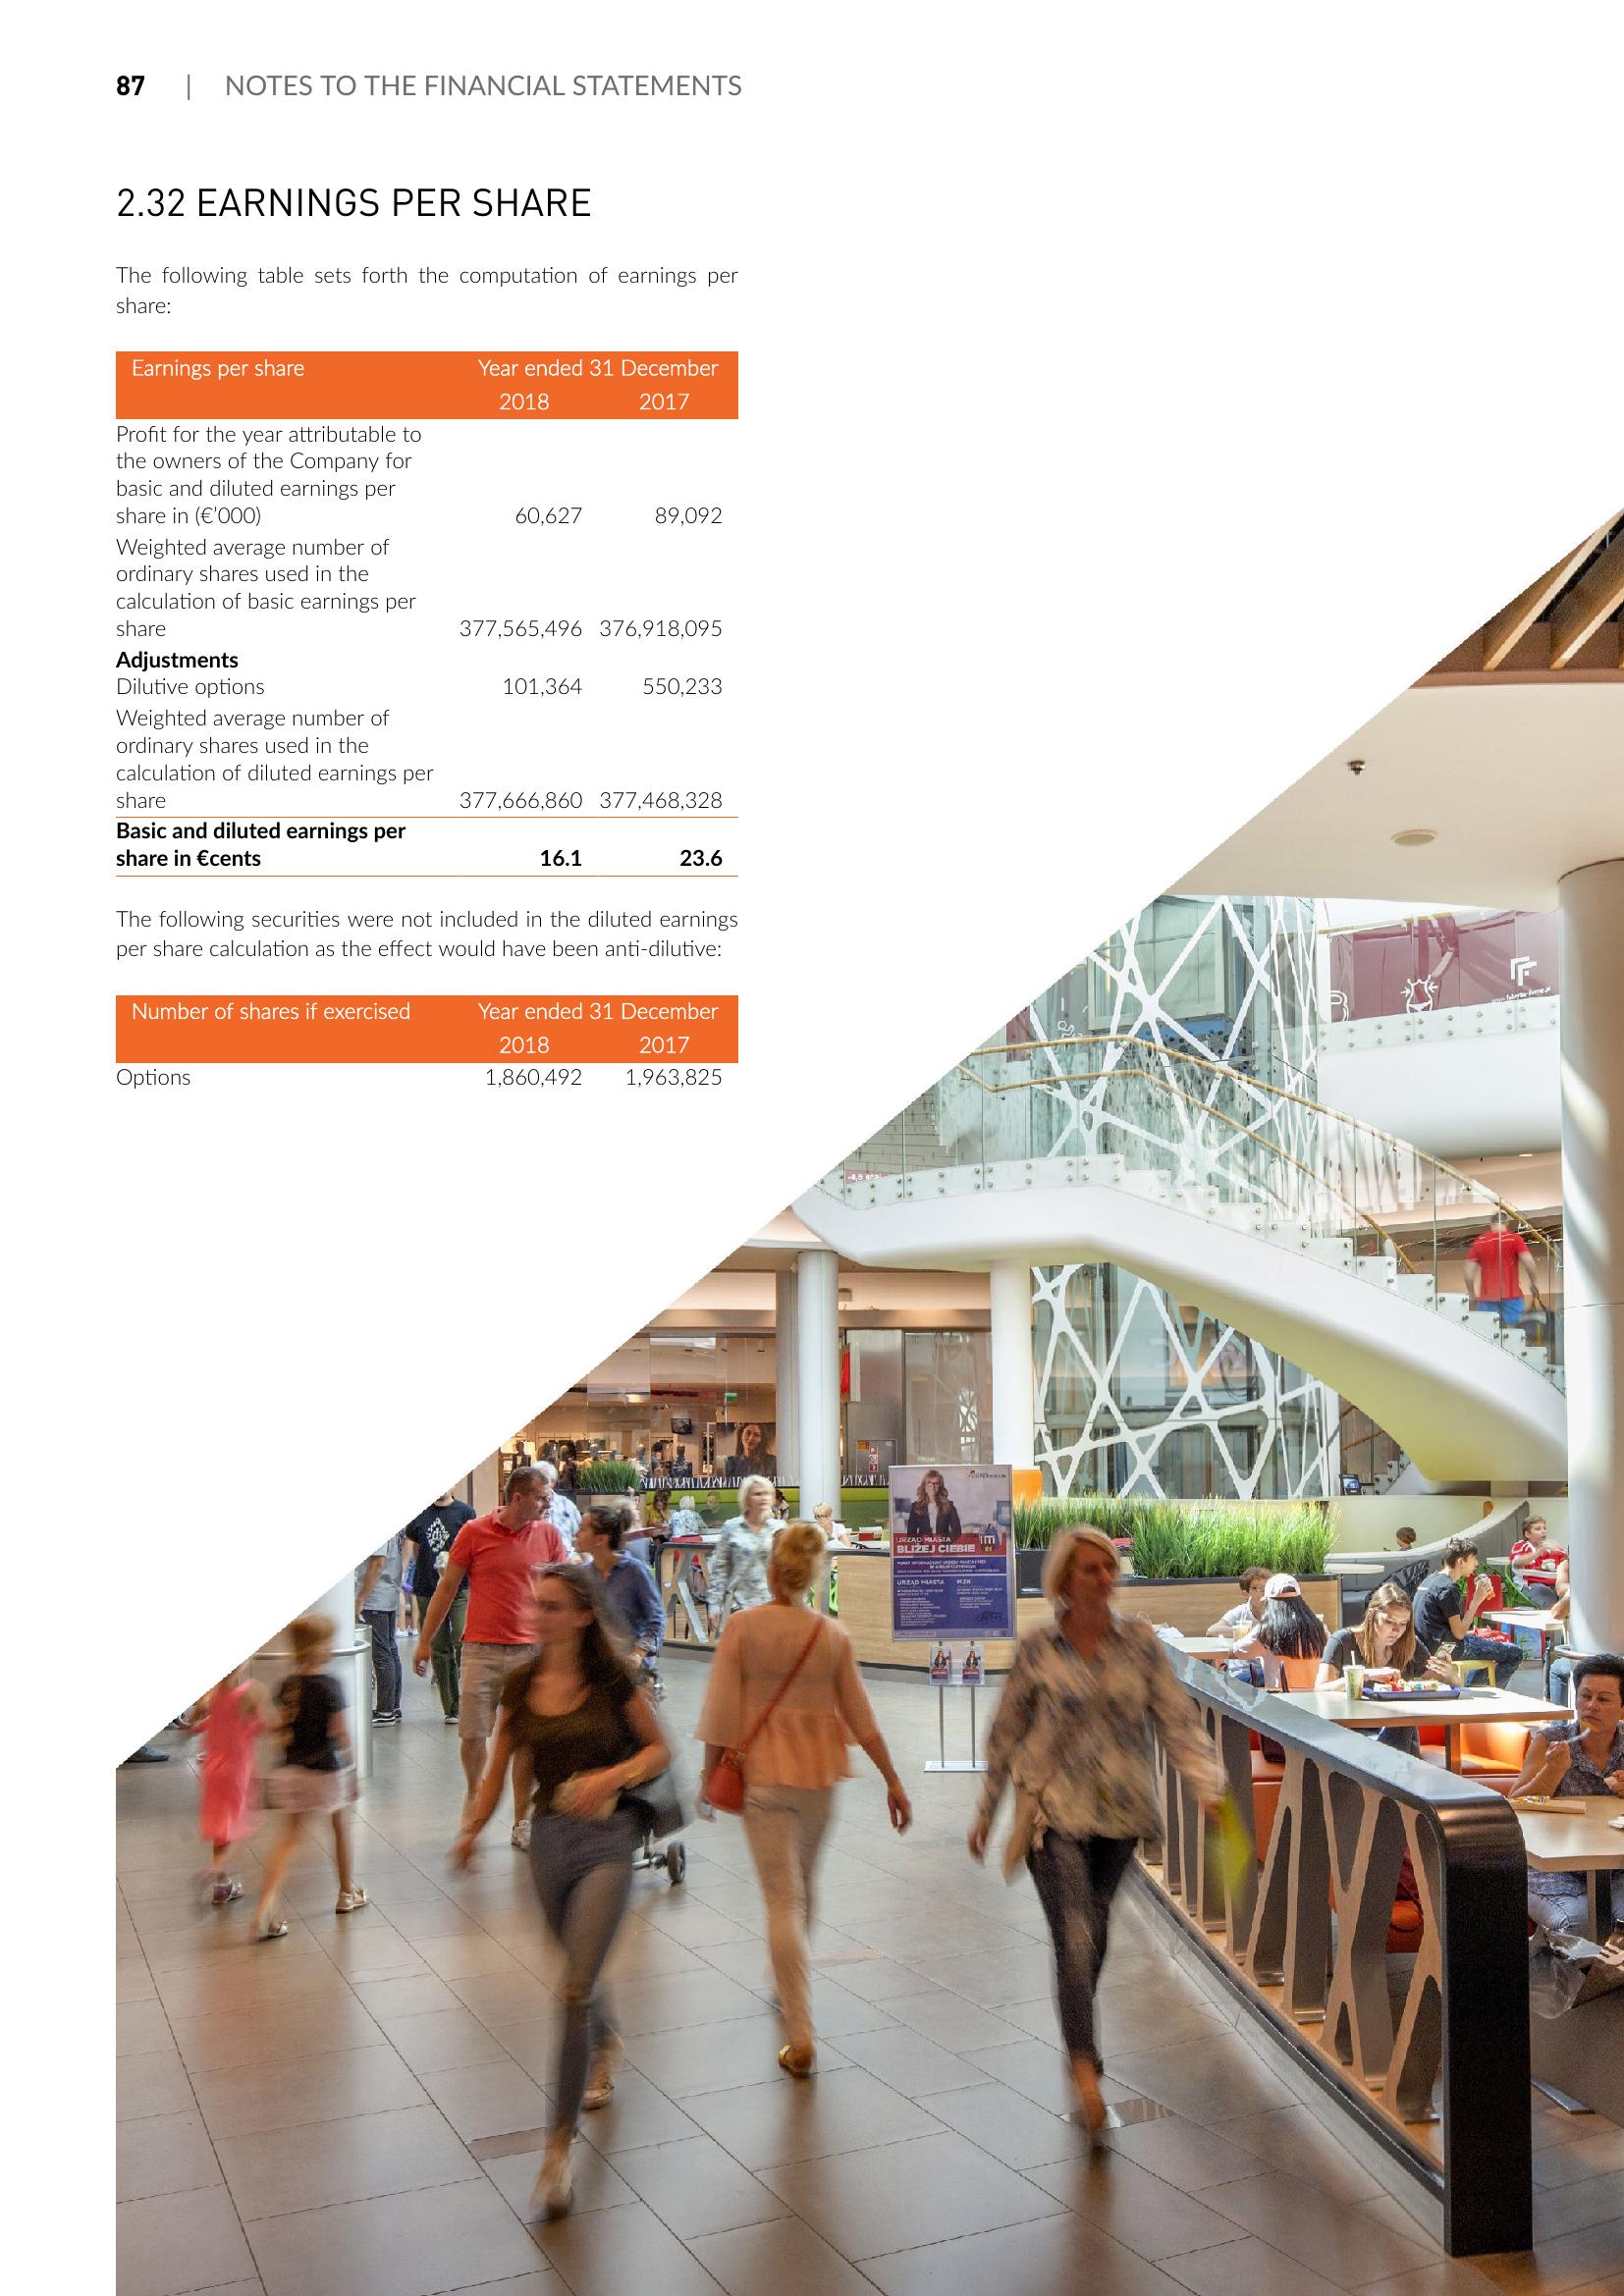 87 | NOTES TO THE FINANCIAL STATEMENTS
2.32 EARNINGS PER SHARE
The following table sets forth the computation of earnings per
share:
Earnings per share Year ended 31 December
2018 2017
Profit for the year attributable to
the owners of the Company for
basic and diluted earnings per
share in (€’000) 60,627 89,092
Weighted average number of
ordinary shares used in the
calculation of basic earnings per
share 377,565,496 376,918,095
Adjustments
Dilutive options 101,364 550,233
Weighted average number of
ordinary shares used in the
calculation of diluted earnings per
share 377,666,860 377,468,328
Basic and diluted earnings per
share in €cents 16.1 23.6
The following securities were not included in the diluted earnings
per share calculation as the effect would have been anti-dilutive:
Number of shares if exercised Year ended 31 December
2018 2017
Options 1,860,492 1,963,825
URZĄD MIASTA
BLIŻEJ CIEBIE
URZĄD MIASTA